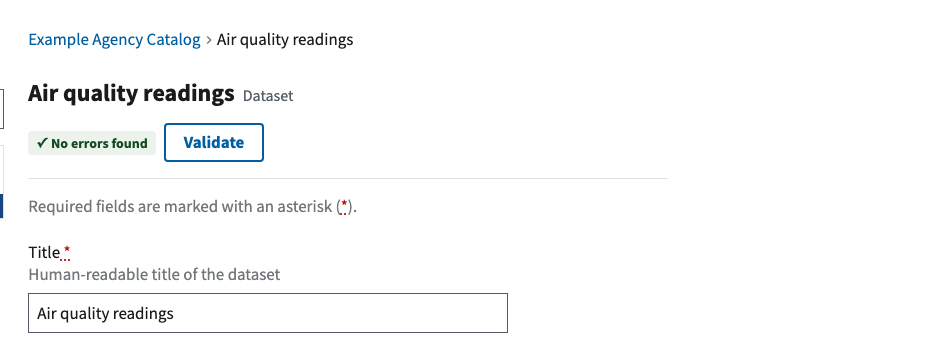 Example Agency Catalog > Air quality readings
Air quality readings Dataset
✓ No errors found Validate
Required fields are marked with an asterisk (*).
Title *
Human-readable title of the dataset
Air quality readings